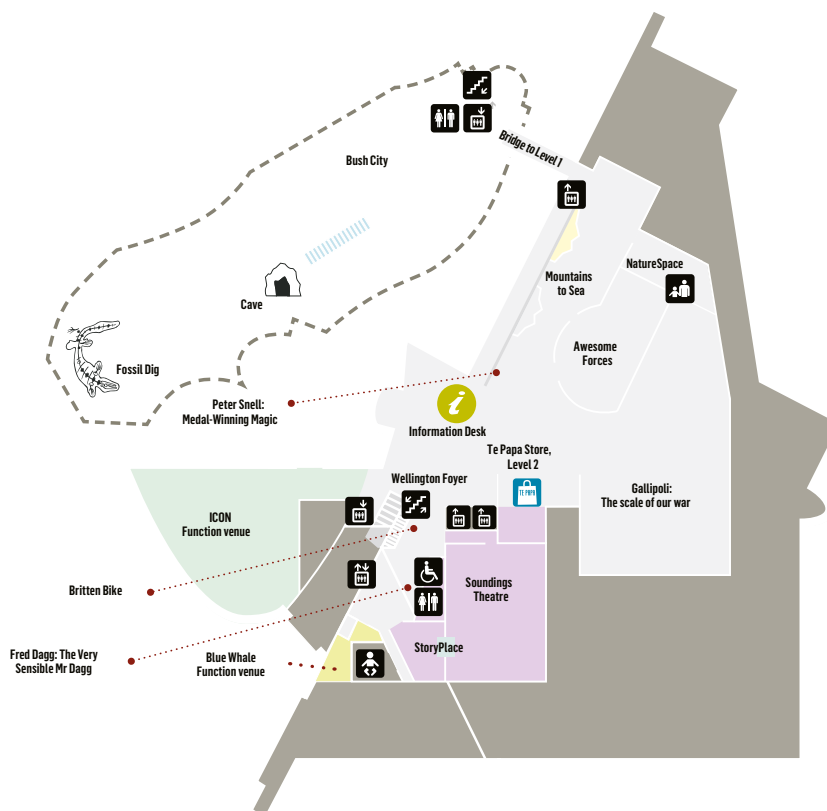 Bridge to Level 1
Bush City
NatureSpace
Mountains
to Sea
Cave
Awesome
Forces
Fossil Dig
Peter Snell:
Medal-Winning Magic
i
Information Desk
Te Papa Store,
Level 2
Wellington Foyer
TE PAPA
Gallipoli:
The scale of our war
ICON
Function venue
Britten Bike
Soundings
Theatre
StoryPlace
Fred Dagg: The Very
Sensible Mr Dagg
Blue Whale
Function venue